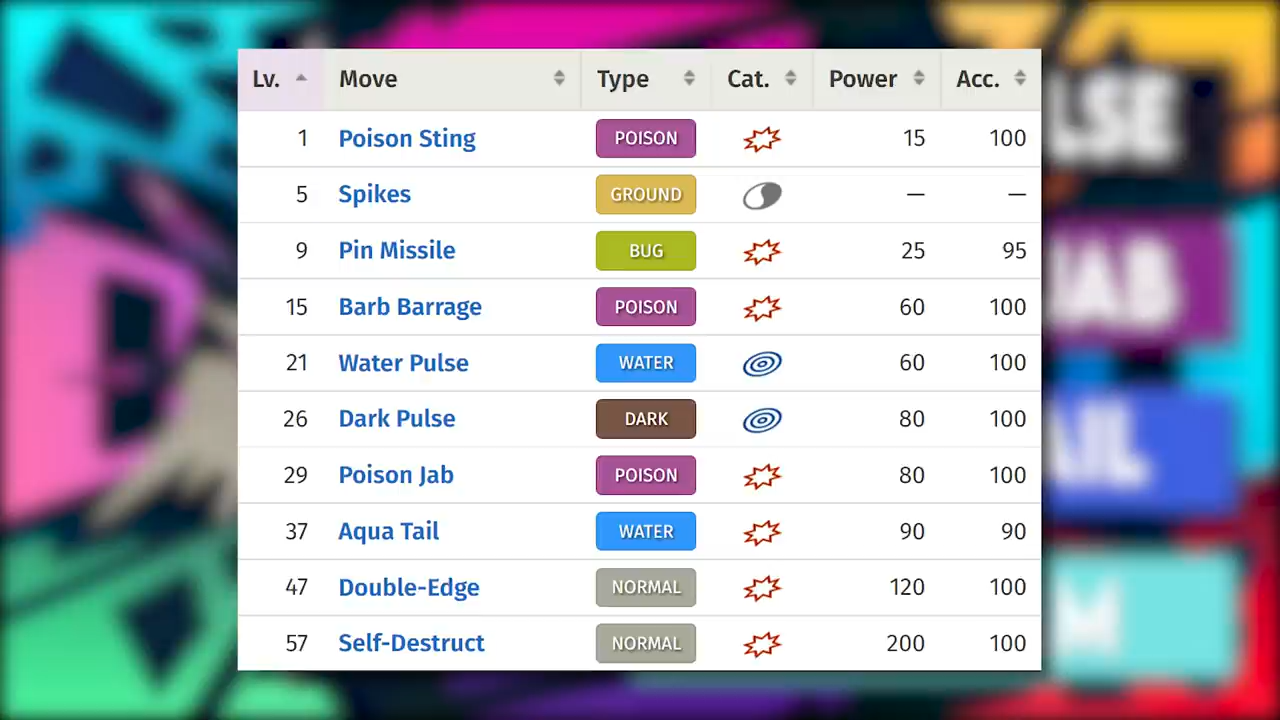 Lv. Move Type Cat. Power Acc.
1 Poison Sting POISON 15 100
5 Spikes GROUND — —
9 Pin Missile BUG 25 95
15 Barb Barrage POISON 60 100
21 Water Pulse WATER 60 100
26 Dark Pulse DARK 80 100
29 Poison Jab POISON 80 100
37 Aqua Tail WATER 90 90
47 Double-Edge NORMAL 120 100
57 Self-Destruct NORMAL 200 100
LSE
JAB
AIL
M